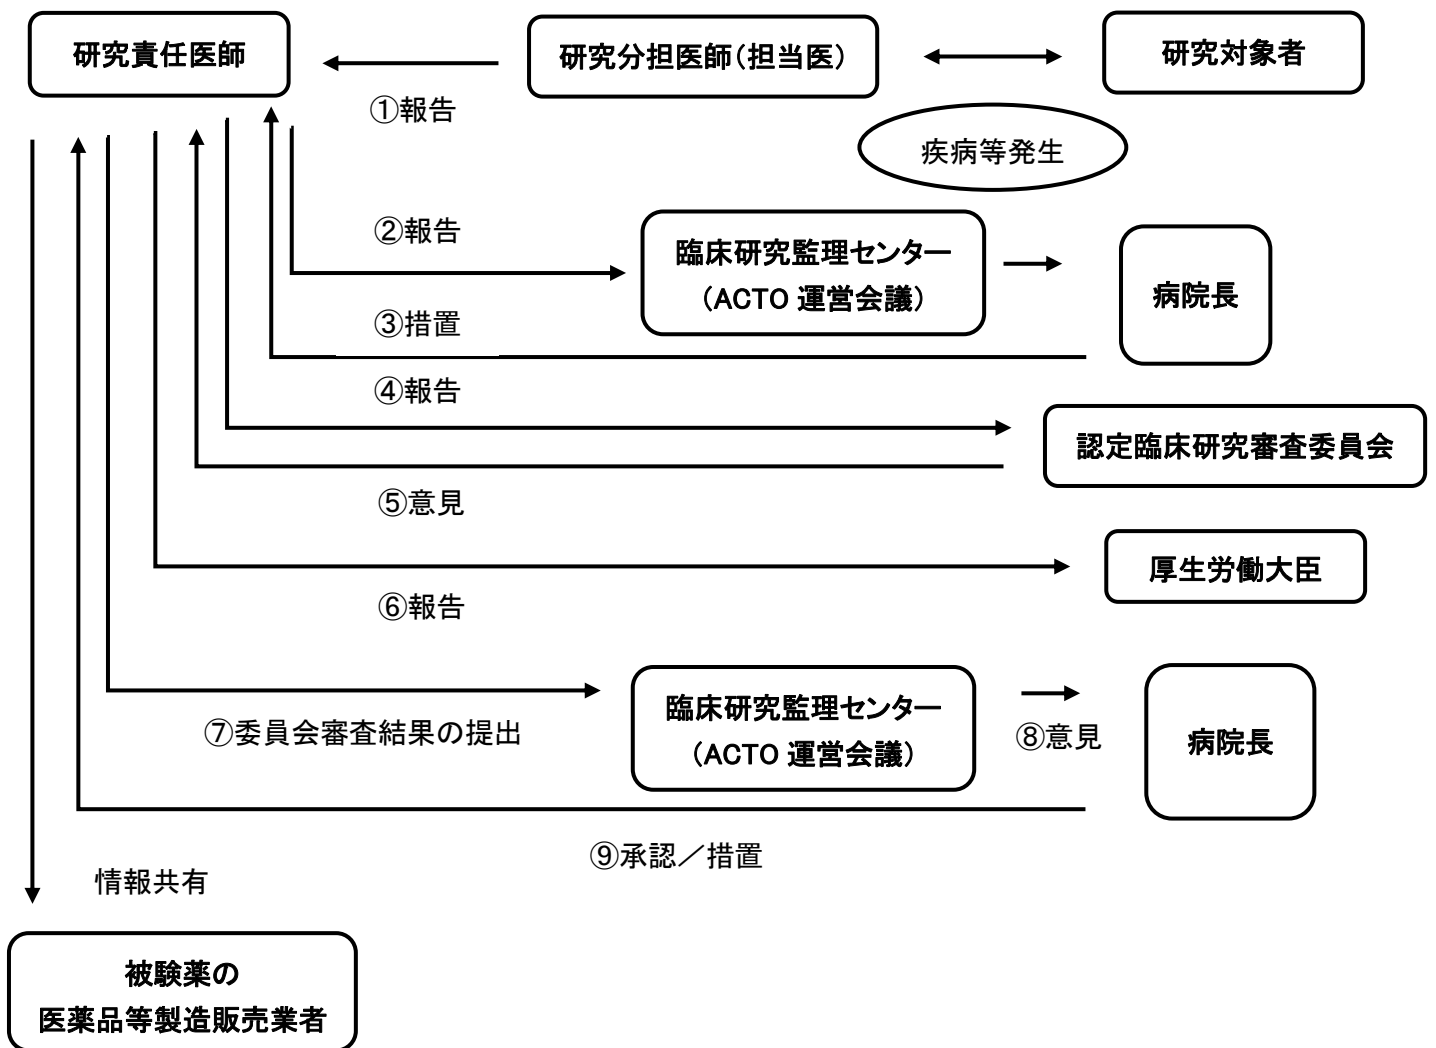 研究責任医師
研究分担医師（担当医）
研究対象者
①報告
疾病等発生
②報告
臨床研究監理センター
（ACTO 運営会議）
病院長
③措置
④報告
認定臨床研究審査委員会
⑤意見
厚生労働大臣
⑥報告
臨床研究監理センター
（ACTO 運営会議）
⑦委員会審査結果の提出
⑧意見
病院長
⑨承認／措置
情報共有
被験薬の
医薬品等製造販売業者